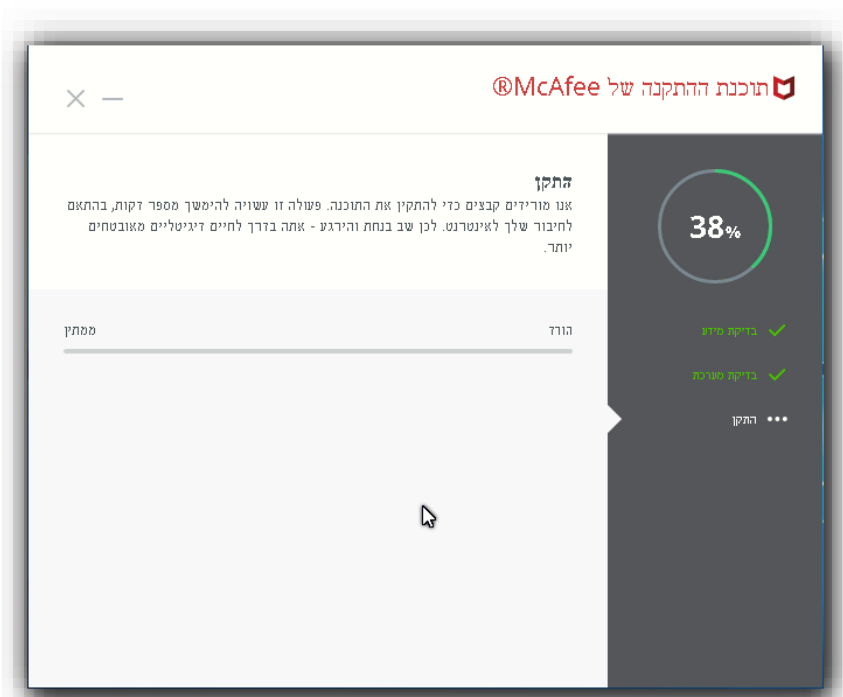 תוכנת ההתקנה של McAfee®
התקן
אנו מורידים קבצים כדי להתקין את התוכנה. פעולה זו עשויה להימשך מספר דקות, בהתאם
לחיבור שלך לאינטרנט. לכן שב בנחת והירגע - אתה בדרך לחיים דיגיטליים מאובטחים
יותר.
הורד
ממתין
38%
בדיקת מידע
בדיקת מערכת
התקן